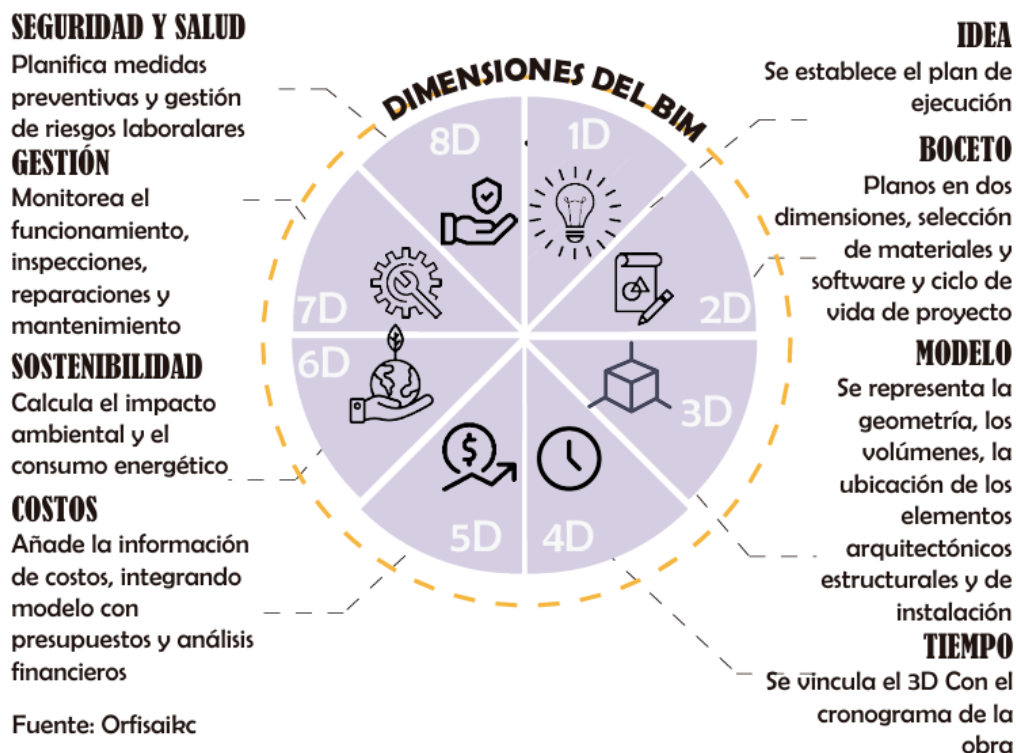 DIMENSIONES DEL BIM
SEGURIDAD Y SALUD
Planifica medidas
preventivas y gestión
de riesgos laboralares
GESTIÓN
Monitorea el
funcionamiento,
inspecciones,
reparaciones y
mantenimiento
SOSTENIBILIDAD
Calcula el impacto
ambiental y el
consumo energético
COSTOS
Añade la información
de costos, integrando
modelo con
presupuestos y análisis
financieros
Fuente: Orfisaikc
8D
1D
7D
2D
6D
3D
5D
4D
$
IDEA
Se establece el plan de
ejecución
BOCETO
Planos en dos
dimensiones, selección
de materiales y
software y ciclo de
vida de proyecto
MODELO
Se representa la
geometría, los
volúmenes, la
ubicación de los
elementos
arquitectónicos
estructurales y de
instalación
TIEMPO
Se vincula el 3D Con el
cronograma de la
obra